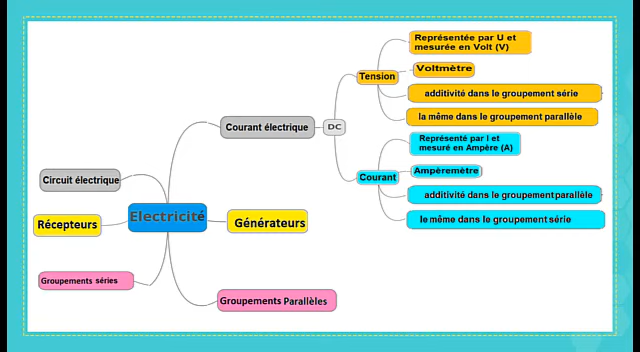 Représentée par U et
mesurée en Volt (V)
Voltmètre
Tension
additivité dans le groupement série
la même dans le groupement parallèle
Courant électrique
DC
Représenté par I et
mesuré en Ampère (A)
Ampèremètre
Courant
additivité dans le groupement parallèle
le même dans le groupement série
Circuit électrique
Electricité
Récepteurs
Générateurs
Groupements séries
Groupements Parallèles